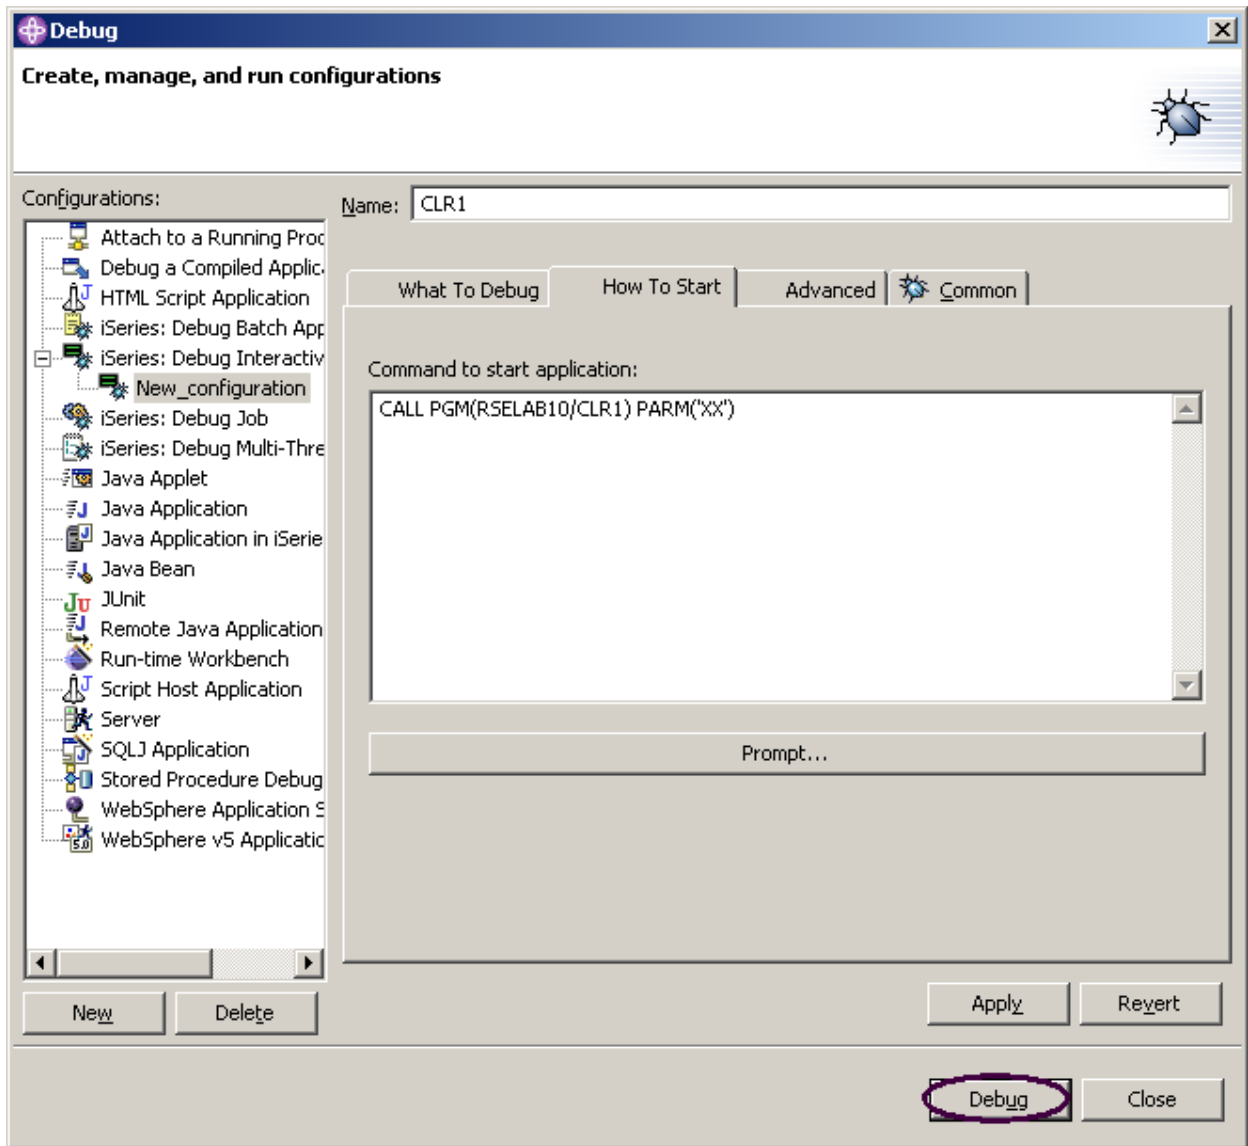 Debug
Create, manage, and run configurations
Configurations:
Attach to a Running Proc
Debug a Compiled Applic
HTML Script Application
iSeries: Debug Batch App
iSeries: Debug Interactiv
New_configuration
iSeries: Debug Job
iSeries: Debug Multi-Thre
Java Applet
Java Application
Java Application in iSerie
Java Bean
JUnit
Remote Java Application
Run-time Workbench
Script Host Application
Server
SQLJ Application
Stored Procedure Debug
WebSphere Application S
WebSphere v5 Applicatic
New Delete
Name: CLR1
What To Debug How To Start Advanced Common
Command to start application:
CALL PGM(RSELAB10/CLR1) PARM('XX')
Prompt...
Apply Revert
Debug Close